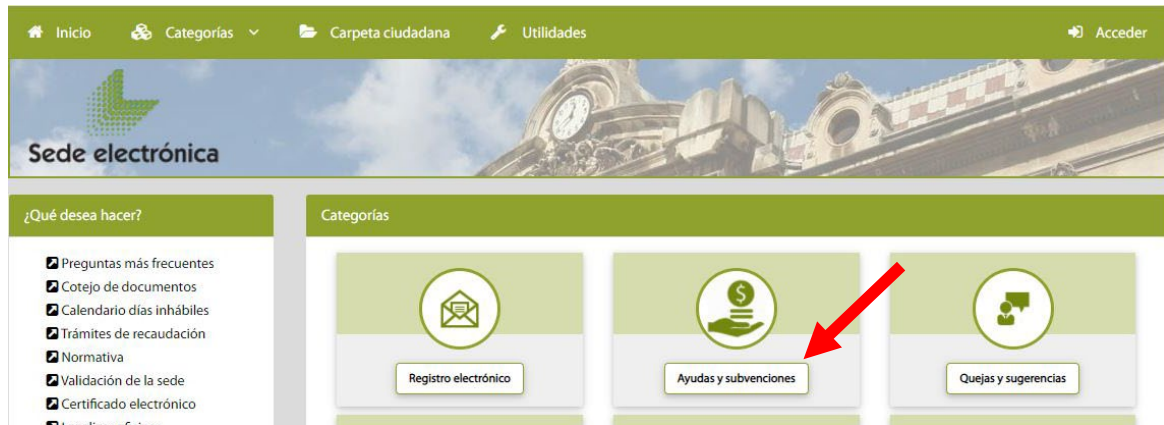 Inicio
Categorías
Carpeta ciudadana
Utilidades
Acceder
Sede electrónica
¿Qué desea hacer?
Preguntas más frecuentes
Cotejo de documentos
Calendario días inhábiles
Trámites de recaudación
Normativa
Validación de la sede
Certificado electrónico
Categorías
Registro electrónico
Ayudas y subvenciones
Quejas y sugerencias